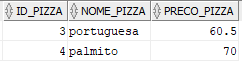 ID_PIZZA NOME_PIZZA PRECO_PIZZA
3 portuguesa 60.5
4 palmito 70